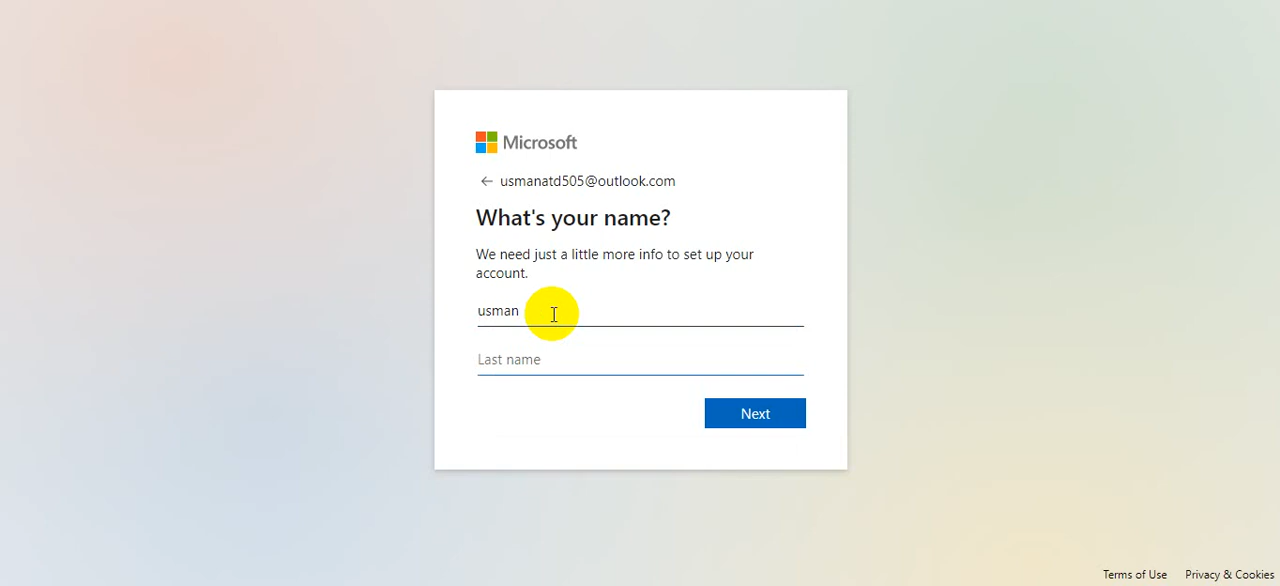 Microsoft
usmanatd505@outlook.com
What's your name?
We need just a little more info to set up your
account.
usman
Last name
Next
Terms of Use Privacy & Cookies